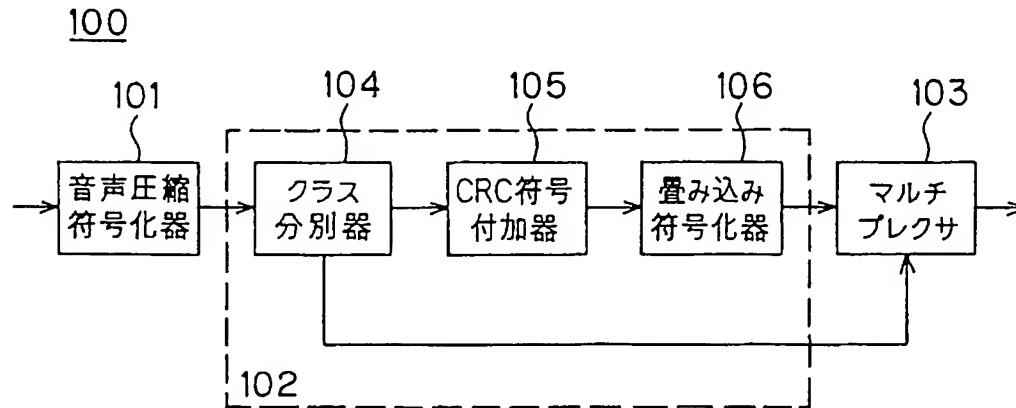 100
101
104
105
106
103
音声圧縮
符号化器
クラス
分別器
CRC符号
付加器
畳み込み
符号化器
マルチ
プレクサ
102